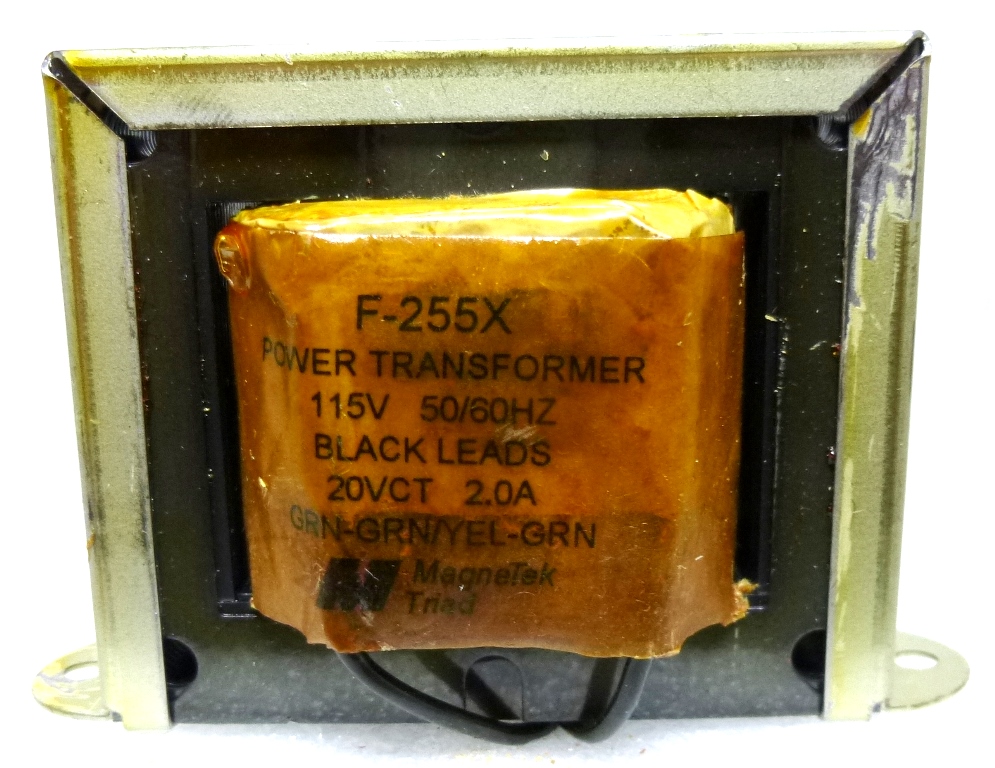 F-255X
POWER TRANSFORMER
115V 50/60HZ
BLACK LEADS
20VCT 2.0A
GRN-GRN/YEL-GRN
MagneTek
Triad